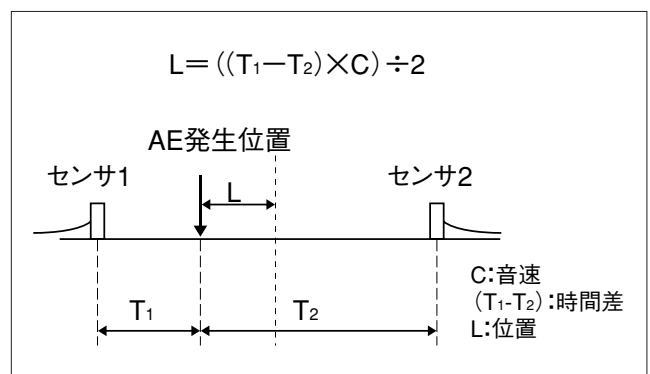 L=((T₁−T₂)×C)÷2
AE発生位置
センサ1
センサ2
L
T₁
T₂
C:音速
(T₁-T₂):時間差
L:位置